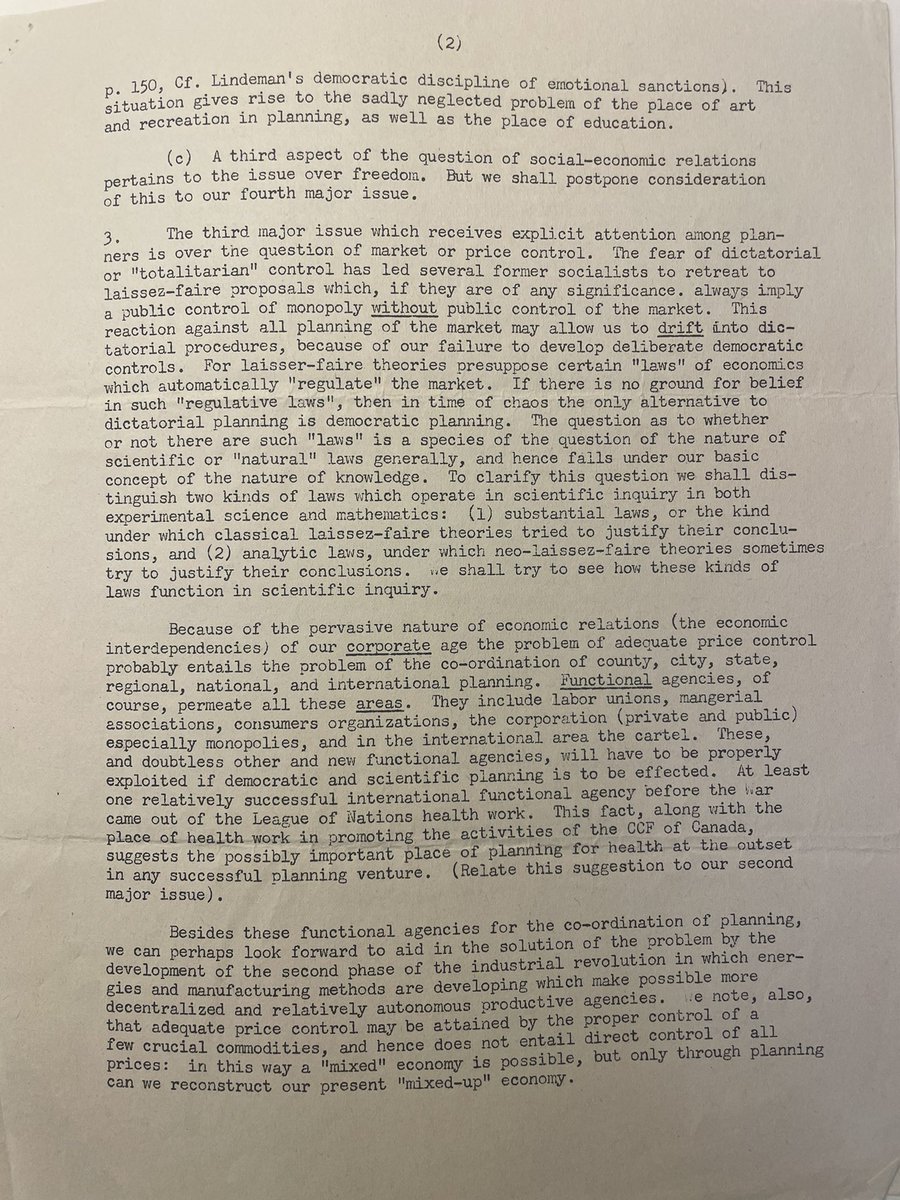 (2)
p. 150, Cf. Lindeman's democratic discipline of emotional sanctions). This
situation gives rise to the sadly neglected problem of the place of art
and recreation in planning, as well as the place of education.
(c) A third aspect of the question of social-economic relations
pertains to the issue over freedom. But we shall postpone consideration
of this to our fourth major issue.
3. The third major issue which receives explicit attention among plan-
ners is over the question of market or price control. The fear of dictatorial
or "totalitarian" control has led several former socialists to retreat to
laissez-faire proposals which, if they are of any significance. always imply
a public control of monopoly without public control of the market. This
reaction against all planning of the market may allow us to drift into dic-
tatorial procedures, because of our failure to develop deliberate democratic
controls. For laisser-faire theories presuppose certain "laws" of economics
which automatically "regulate" the market. If there is no ground for belief
in such "regulative laws", then in time of chaos the only alternative to
dictatorial planning is democratic planning. The question as to whether
or not there are such "laws" is a species of the question of the nature of
scientific or "natural" laws generally, and hence falls under our basic
concept of the nature of knowledge. To clarify this question we shall dis-
tinguish two kinds of laws which operate in scientific inquiry in both
experimental science and mathematics: (1) substantial laws, or the kind
under which classical laissez-faire theories tried to justify their conclu-
sions, and (2) analytic laws, under which neo-laissez-faire theories sometimes
try to justify their conclusions. We shall try to see how these kinds of
laws function in scientific inquiry.
Because of the pervasive nature of economic relations (the economic
interdependencies) of our corporate age the problem of adequate price control
probably entails the problem of the co-ordination of county, city, state,
regional, national, and international planning. Functional agencies, of
course, permeate all these areas. They include labor unions, mangerial
associations, consumers organizations, the corporation (private and public)
especially monopolies, and in the international area the cartel. These,
and doubtless other and new functional agencies, will have to be properly
exploited if democratic and scientific planning is to be effected. At least
one relatively successful international functional agency before the War
came out of the League of Nations health work. This fact, along with the
place of health work in promoting the activities of the CCF of Canada,
suggests the possibly important place of planning for health at the outset
in any successful planning venture. (Relate this suggestion to our second
major issue).
Besides these functional agencies for the co-ordination of planning,
we can perhaps look forward to aid in the solution of the problem by the
development of the second phase of the industrial revolution in which ener-
gies and manufacturing methods are developing which make possible more
decentralized and relatively autonomous productive agencies. We note, also,
that adequate price control may be attained by the proper control of a
few crucial commodities, and hence does not entail direct control of all
prices: in this way a "mixed" economy is possible, but only through planning
can we reconstruct our present "mixed-up" economy.